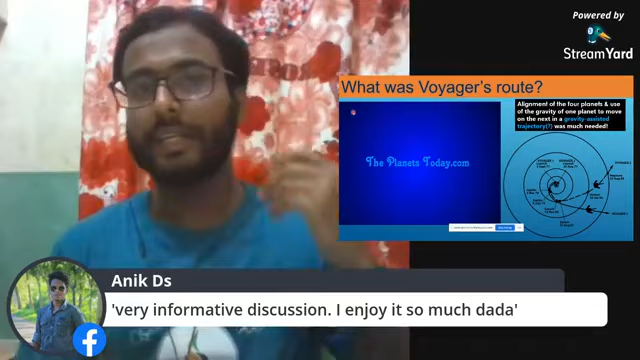 Powered by
StreamYard
What was Voyager's route?
Alignment of the four planets & use
of the gravity of one planet to move
on the next in a gravity-assisted
trajectory(?) was much needed!
The Planets Today.com
Anik Ds
'very informative discussion. I enjoy it so much dada'